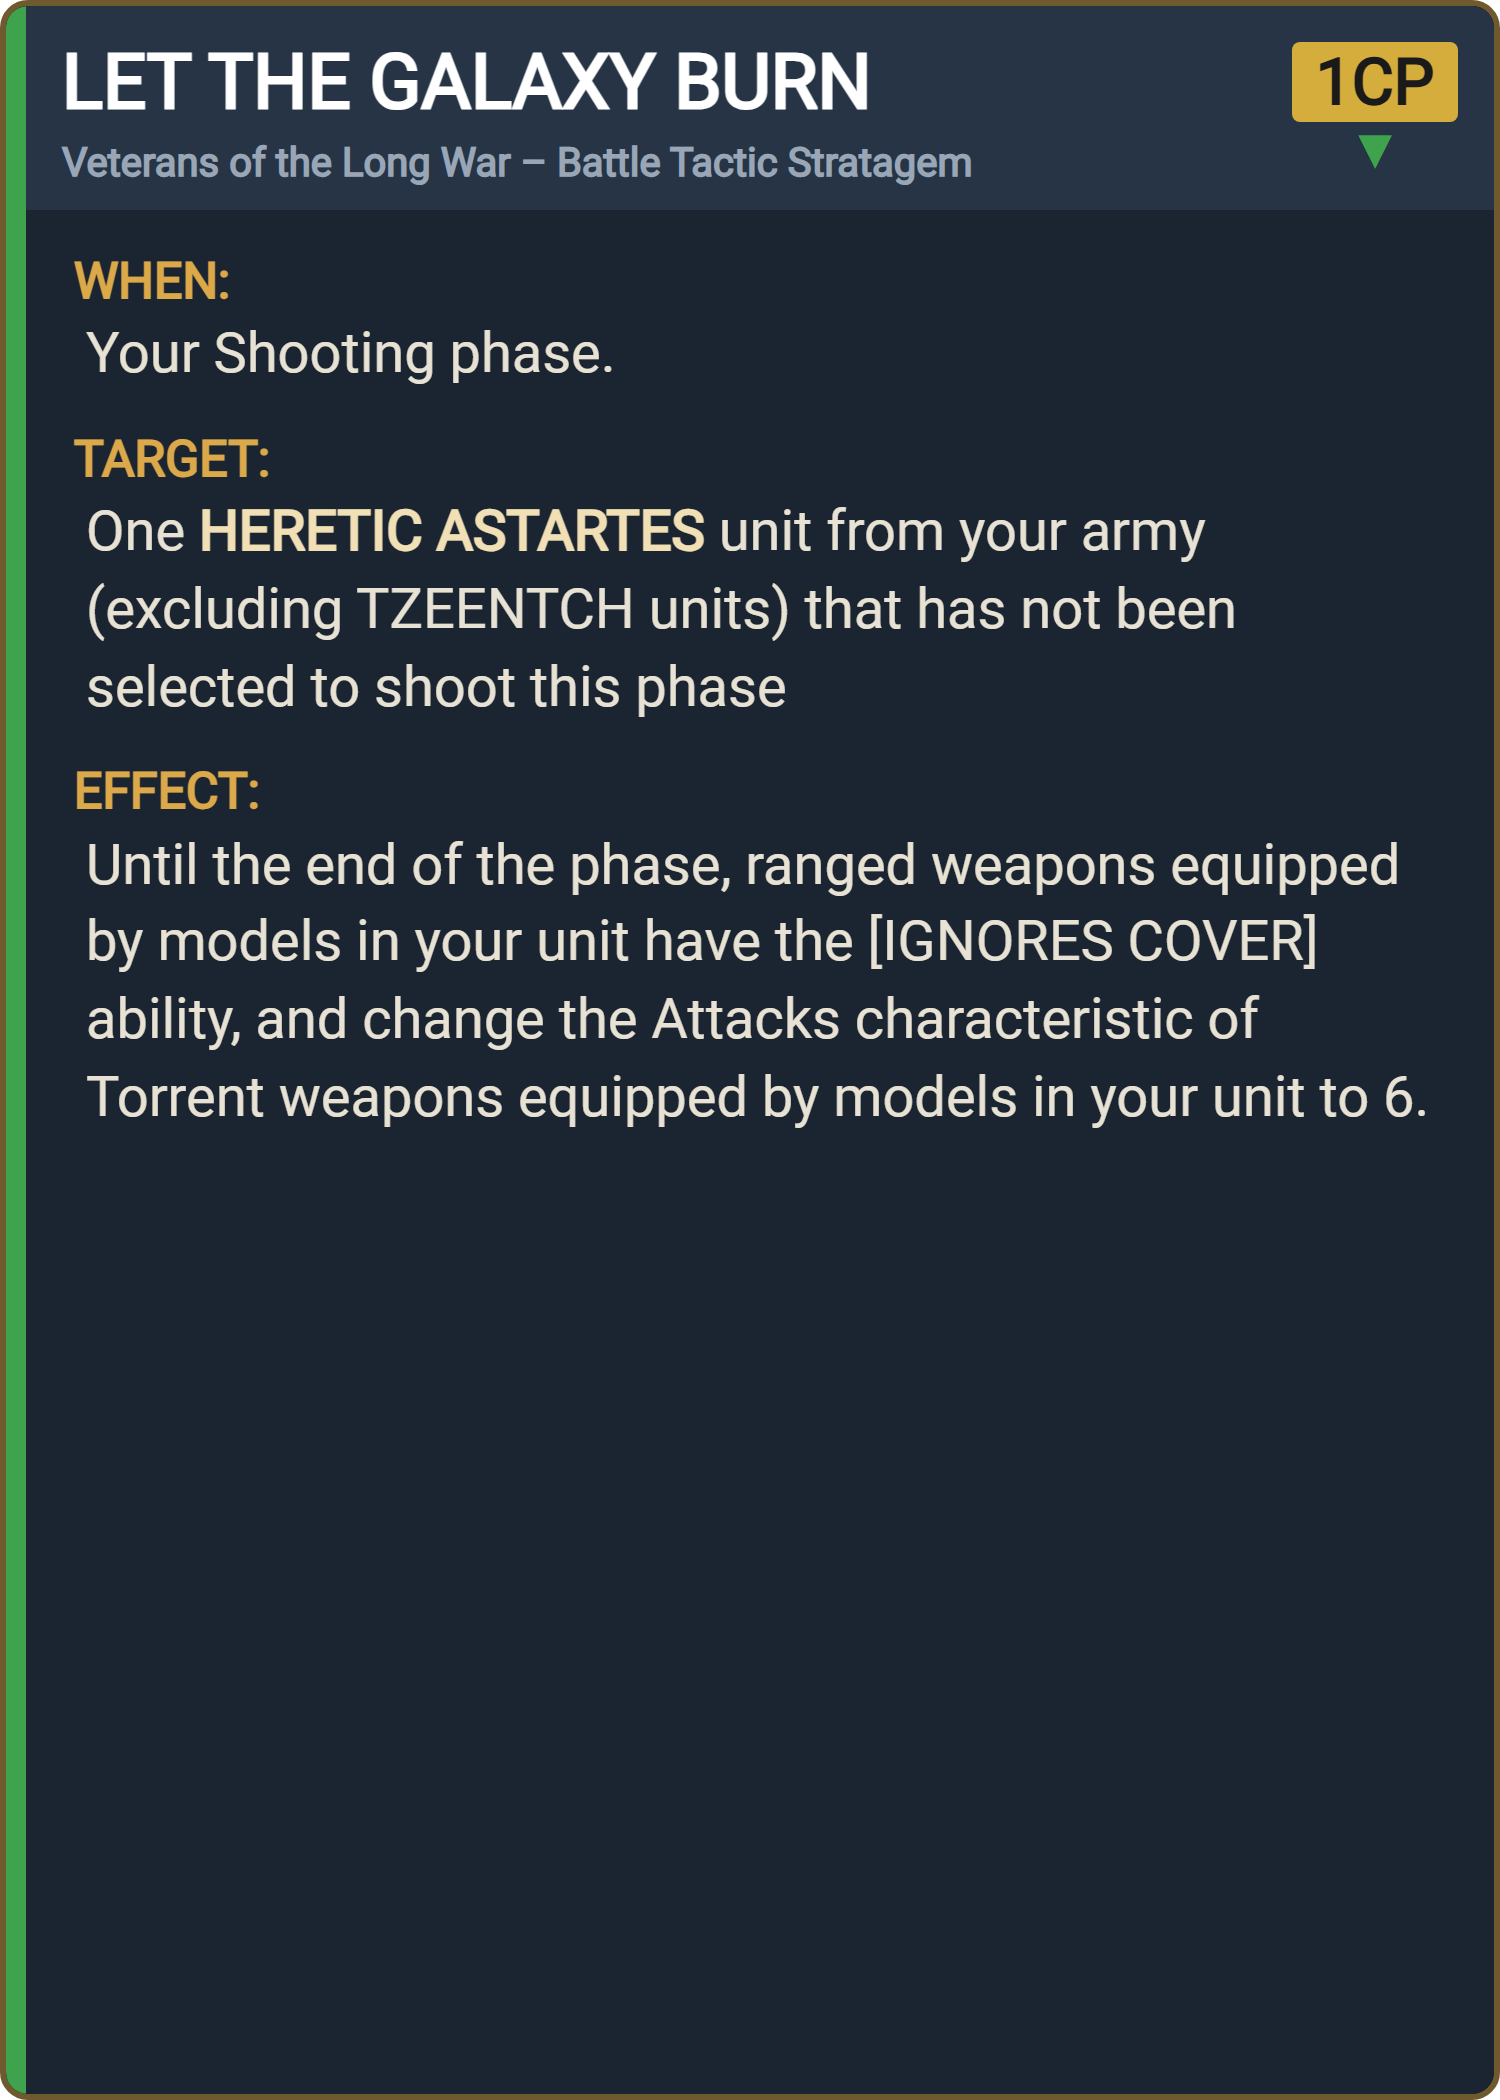 LET THE GALAXY BURN
1CP
Veterans of the Long War – Battle Tactic Stratagem
WHEN:
Your Shooting phase.
TARGET:
One HERETIC ASTARTES unit from your army
(excluding TZEENTCH units) that has not been
selected to shoot this phase
EFFECT:
Until the end of the phase, ranged weapons equipped
by models in your unit have the [IGNORES COVER]
ability, and change the Attacks characteristic of
Torrent weapons equipped by models in your unit to 6.